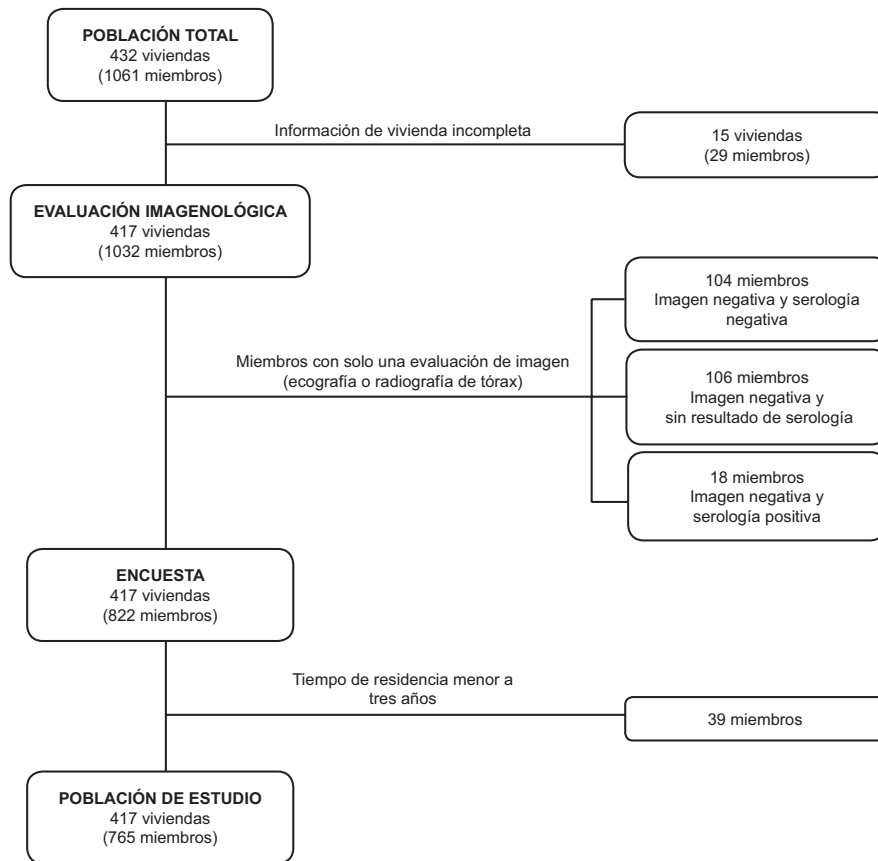 POBLACIÓN TOTAL
432 viviendas
(1061 miembros)
Información de vivienda incompleta
15 viviendas
(29 miembros)
EVALUACIÓN IMAGENOLÓGICA
417 viviendas
(1032 miembros)
Miembros con solo una evaluación de imagen
(ecografía o radiografía de tórax)
104 miembros
Imagen negativa y serología
negativa
106 miembros
Imagen negativa y
sin resultado de serología
18 miembros
Imagen negativa y
serología positiva
ENCUESTA
417 viviendas
(822 miembros)
Tiempo de residencia menor a
tres años
39 miembros
POBLACIÓN DE ESTUDIO
417 viviendas
(765 miembros)